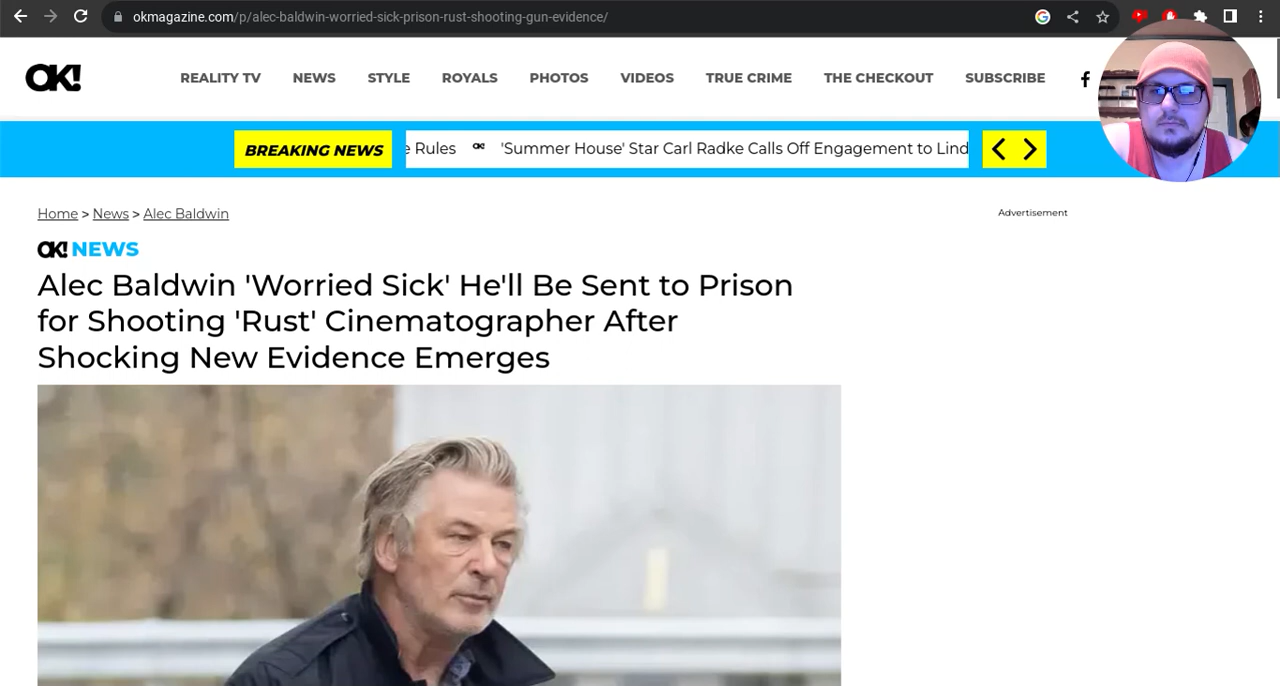 okmagazine.com/p/alec-baldwin-worried-sick-prison-rust-shooting-gun-evidence/
OK!
REALITY TV NEWS STYLE ROYALS PHOTOS VIDEOS TRUE CRIME THE CHECKOUT SUBSCRIBE
BREAKING NEWS e Rules OK! 'Summer House' Star Carl Radke Calls Off Engagement to Lind
Home > News > Alec Baldwin
Advertisement
OK! NEWS
Alec Baldwin 'Worried Sick' He'll Be Sent to Prison
for Shooting 'Rust' Cinematographer After
Shocking New Evidence Emerges